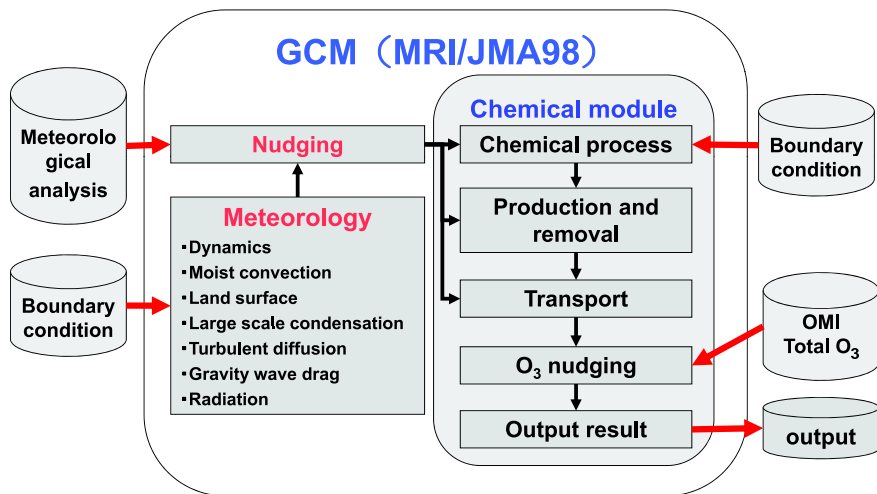 GCM（MRI/JMA98）
Meteorolo
gical
analysis
Boundary
condition
Nudging
Meteorology
・Dynamics
・Moist convection
・Land surface
・Large scale condensation
・Turbulent diffusion
・Gravity wave drag
・Radiation
Chemical module
Chemical process
Production and
removal
Transport
O₃ nudging
Output result
Boundary
condition
OMI
Total O₃
output